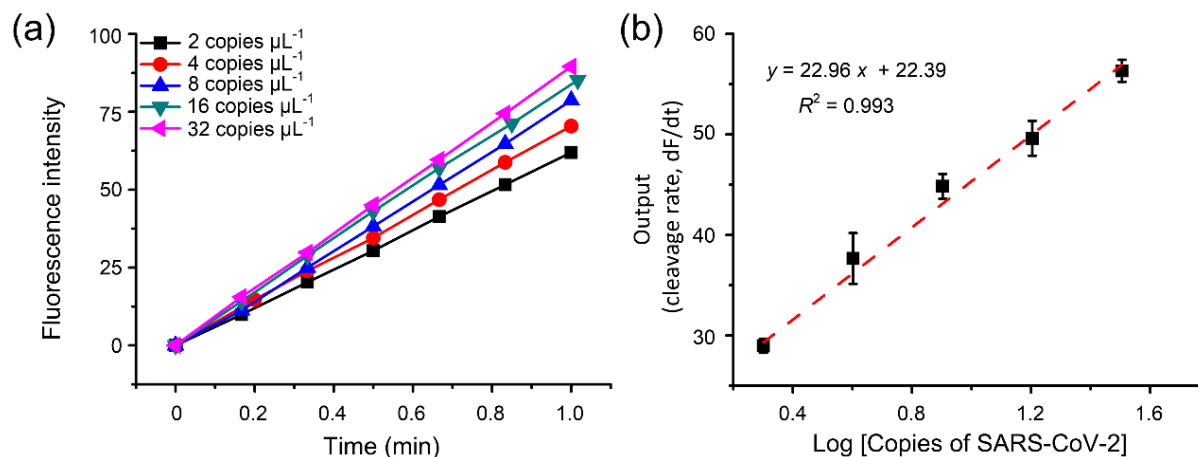 (a)
100
75
50
25
0
Fluorescence intensity
2 copies µL⁻¹
4 copies µL⁻¹
8 copies µL⁻¹
16 copies µL⁻¹
32 copies µL⁻¹
0 0.2 0.4 0.6 0.8 1.0
Time (min)
(b)
60
50
40
30
Output
(cleavage rate, dF/dt)
y = 22.96 x + 22.39
R² = 0.993
0.4 0.8 1.2 1.6
Log [Copies of SARS-CoV-2]